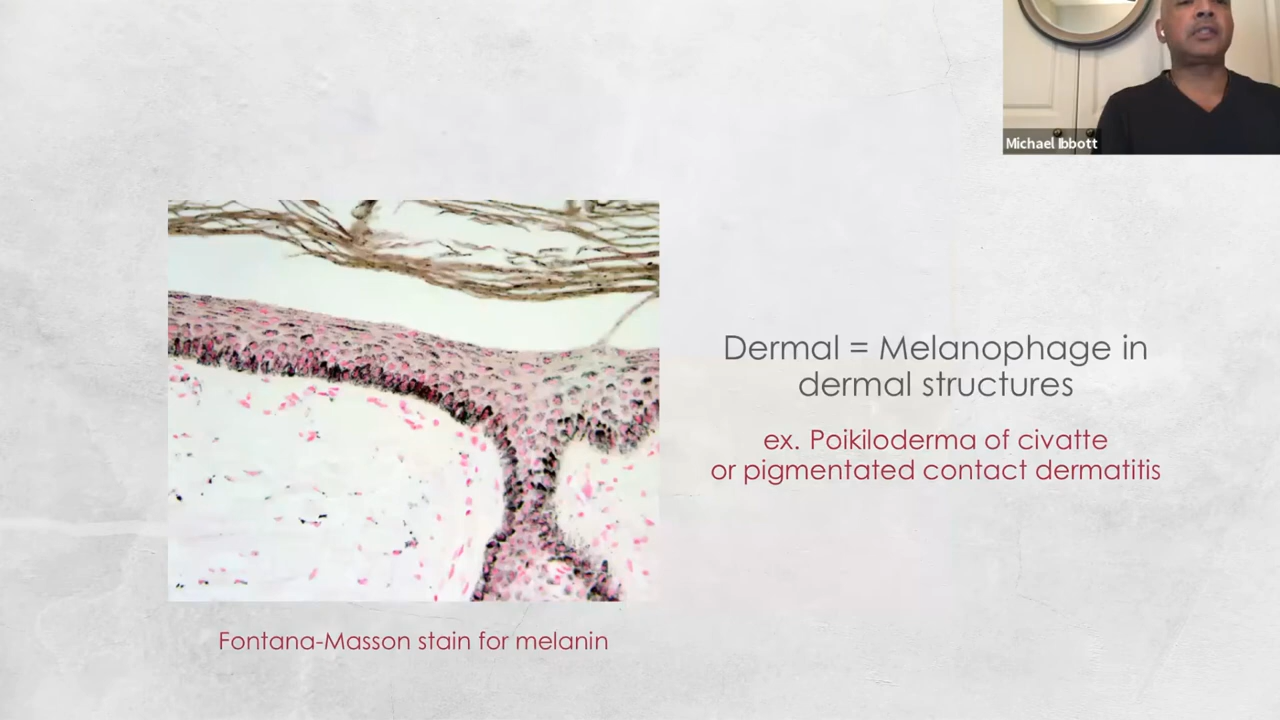 Michael Ibbott
Dermal = Melanophage in
dermal structures
ex. Poikiloderma of civatte
or pigmentated contact dermatitis
Fontana-Masson stain for melanin